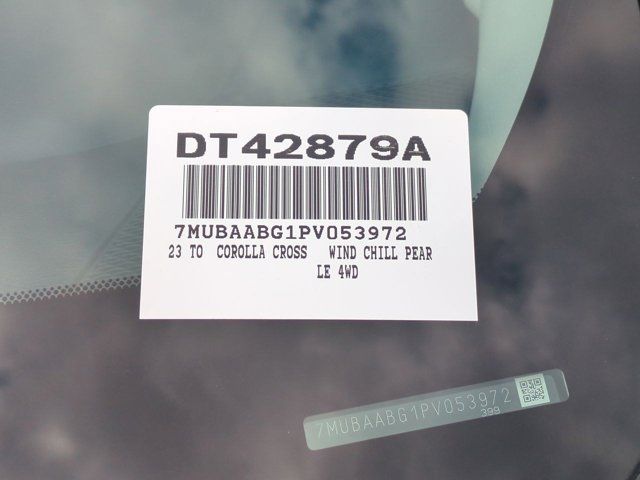 DT42879A
7MUBAABG1PV053972
23 TO COROLLA CROSS WIND CHILL PEAR
LE 4WD
7MUBAABG1PV053972
399